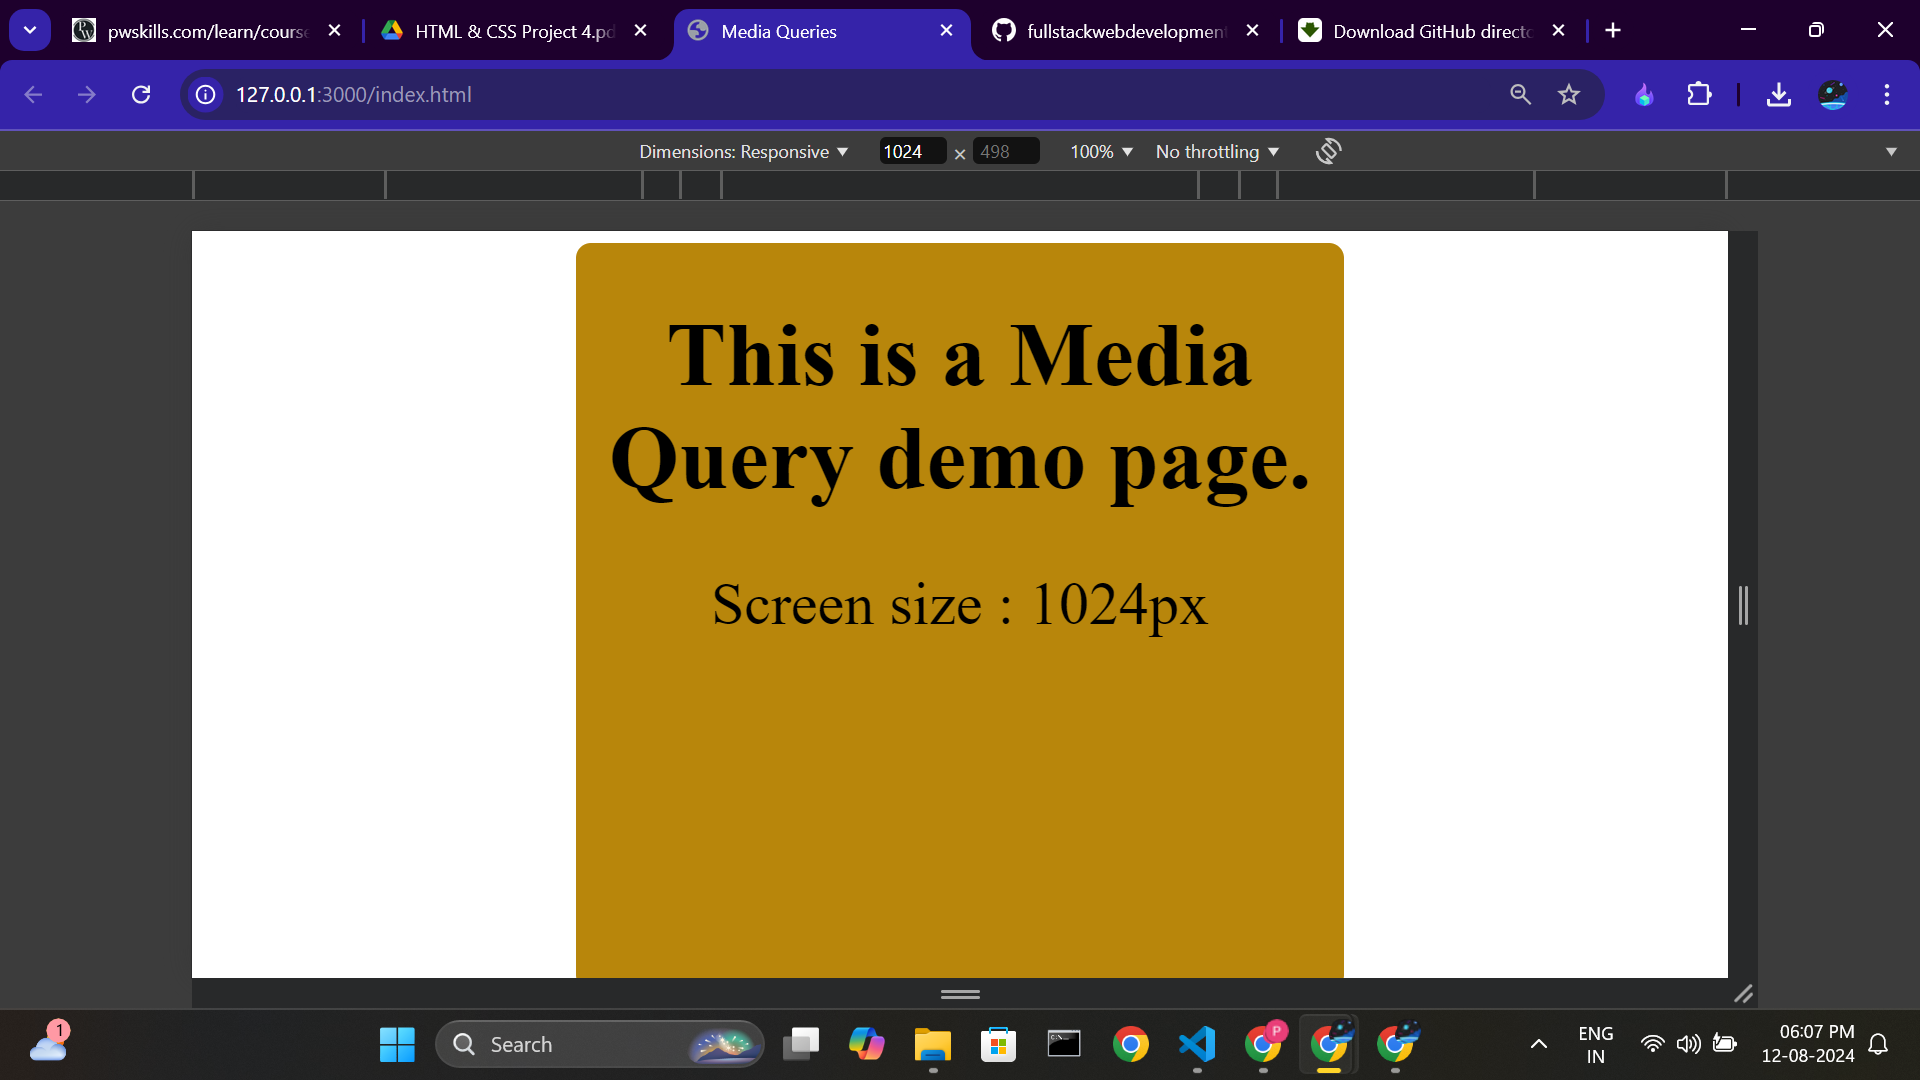 pwskills.com/learn/course
HTML & CSS Project 4.pd
Media Queries
fullstackwebdevelopment
Download GitHub directo
127.0.0.1:3000/index.html
Dimensions: Responsive
1024 × 498
100%
No throttling
This is a Media
Query demo page.
Screen size : 1024px
1
Search
P
ENG
IN
06:07 PM
12-08-2024